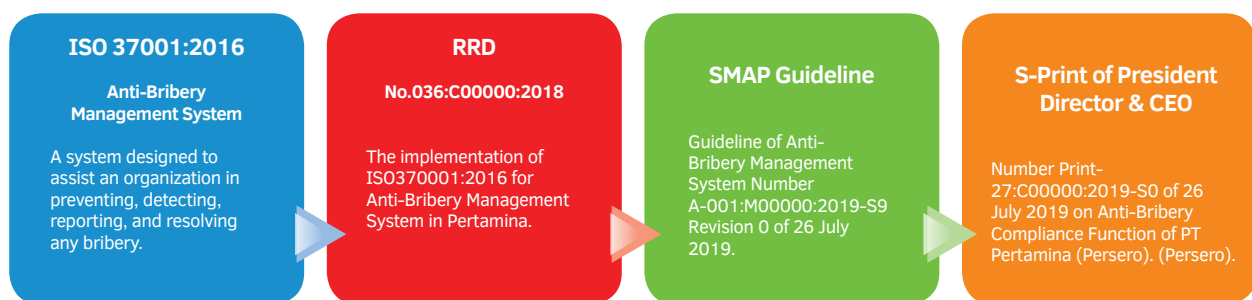 ISO 37001:2016
Anti-Bribery
Management System
A system designed to
assist an organization in
preventing, detecting,
reporting, and resolving
any bribery.
RRD
No.036:C00000:2018
The implementation of
ISO370001:2016 for
Anti-Bribery Management
System in Pertamina.
SMAP Guideline
Guideline of Anti-
Bribery Management
System Number
A-001:M00000:2019-S9
Revision 0 of 26 July
2019.
S-Print of President
Director & CEO
Number Print-
27:C00000:2019-S0 of 26
July 2019 on Anti-Bribery
Compliance Function of PT
Pertamina (Persero). (Persero).